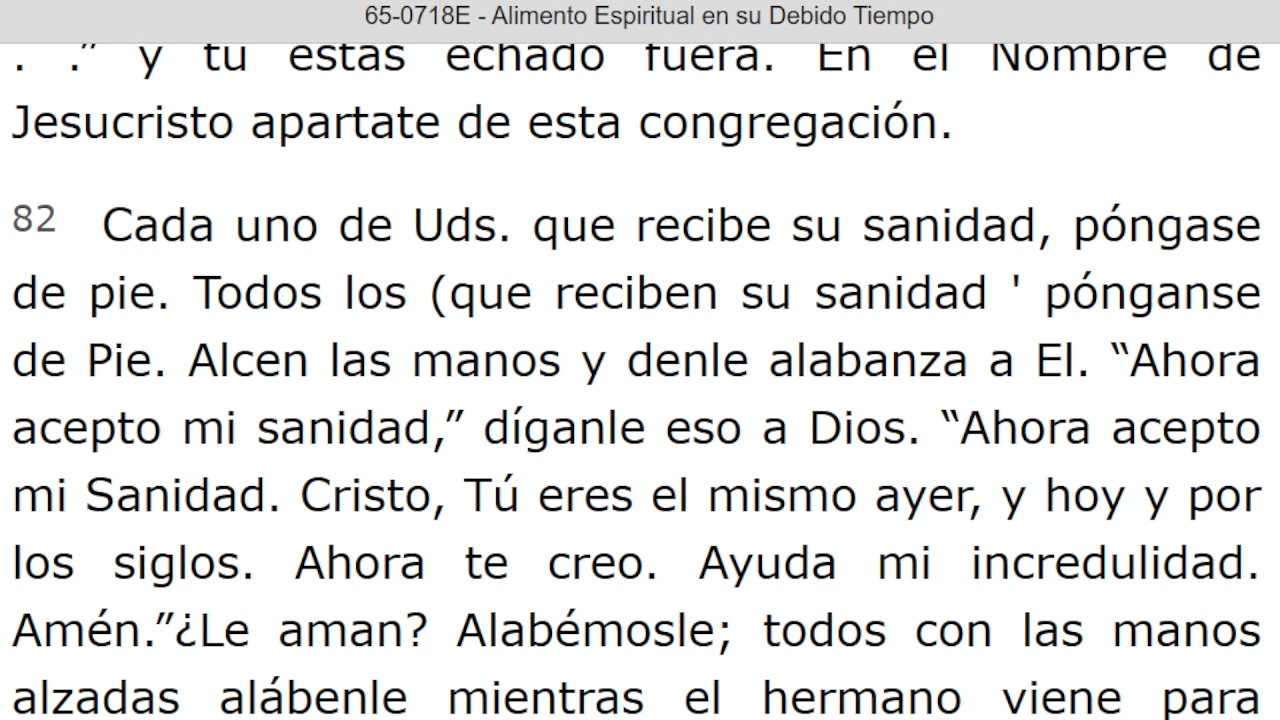 65-0718E - Alimento Espiritual en su Debido Tiempo
. .” y tú estás echado fuera. En el Nombre de
Jesucristo apartate de esta congregación.
82 Cada uno de Uds. que recibe su sanidad, póngase
de pie. Todos los (que reciben su sanidad ' pónganse
de Pie. Alcen las manos y denle alabanza a El. “Ahora
acepto mi sanidad,” díganle eso a Dios. “Ahora acepto
mi Sanidad. Cristo, Tú eres el mismo ayer, y hoy y por
los siglos. Ahora te creo. Ayuda mi incredulidad.
Amén.”¿Le aman? Alabémosle; todos con las manos
alzadas alábenle mientras el hermano viene para